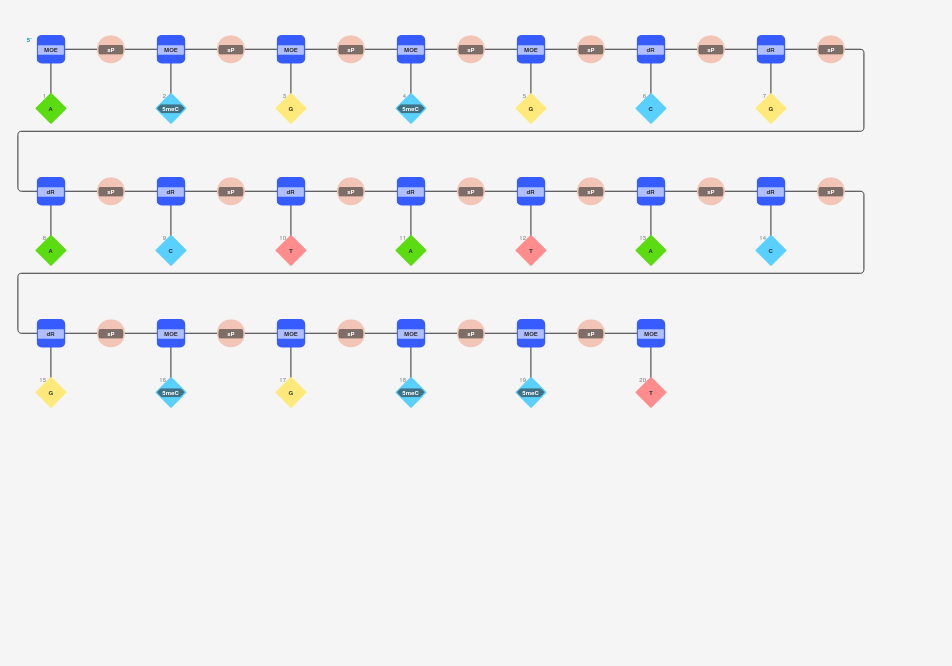 5'
MOE sP MOE sP MOE sP MOE sP MOE sP dR sP dR sP
1 2 3 4 5 6 7
A 5meC G 5meC G C G
dR sP dR sP dR sP dR sP dR sP dR sP dR sP
8 9 10 11 12 13 14
A C T A T A C
dR sP MOE sP MOE sP MOE sP MOE sP MOE
15 16 17 18 19 20
G 5meC G 5meC 5meC T